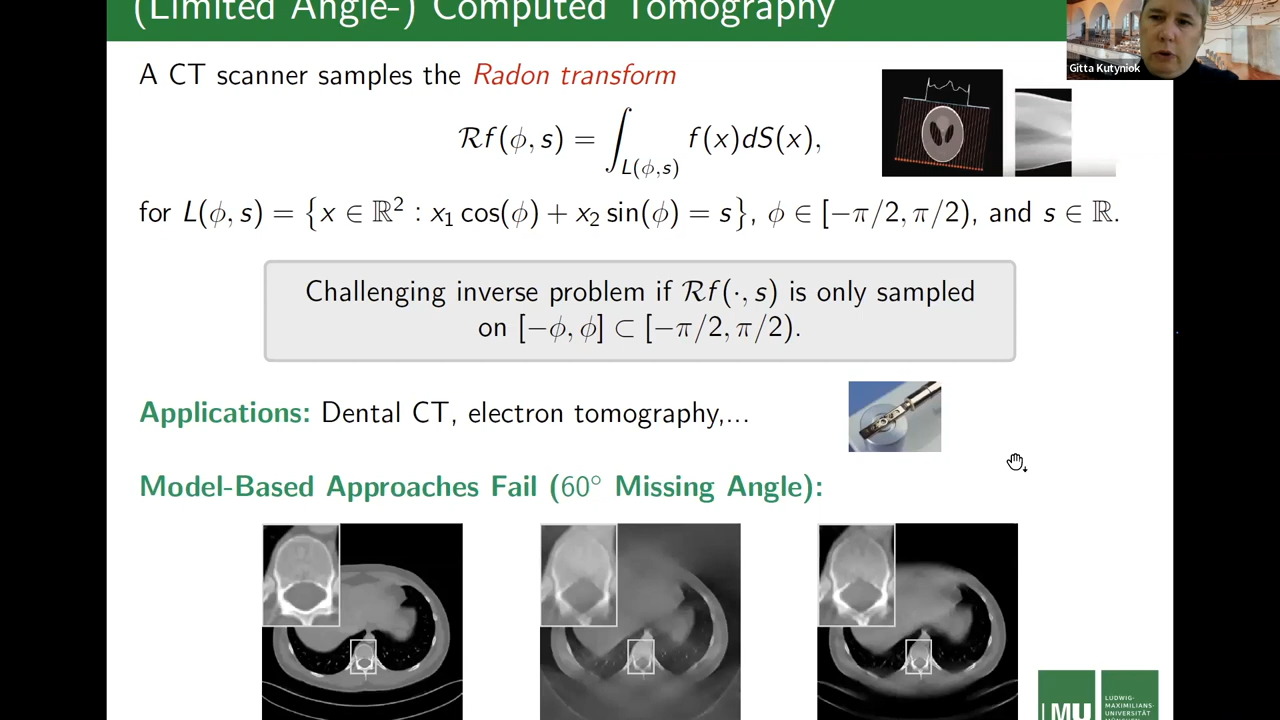 (Limited Angle-) Computed Tomography
Gitta Kutyniok
A CT scanner samples the Radon transform
ℛf(ϕ, s) = ∫_{L(ϕ,s)} f(x)dS(x),
for L(ϕ, s) = {x ∈ ℝ² : x₁ cos(ϕ) + x₂ sin(ϕ) = s}, ϕ ∈ [−π/2, π/2), and s ∈ ℝ.
Challenging inverse problem if ℛf(·, s) is only sampled
on [−ϕ, ϕ] ⊂ [−π/2, π/2).
Applications: Dental CT, electron tomography,...
Model-Based Approaches Fail (60° Missing Angle):
LMU
LUDWIG-
MAXIMILIANS-
UNIVERSITÄT